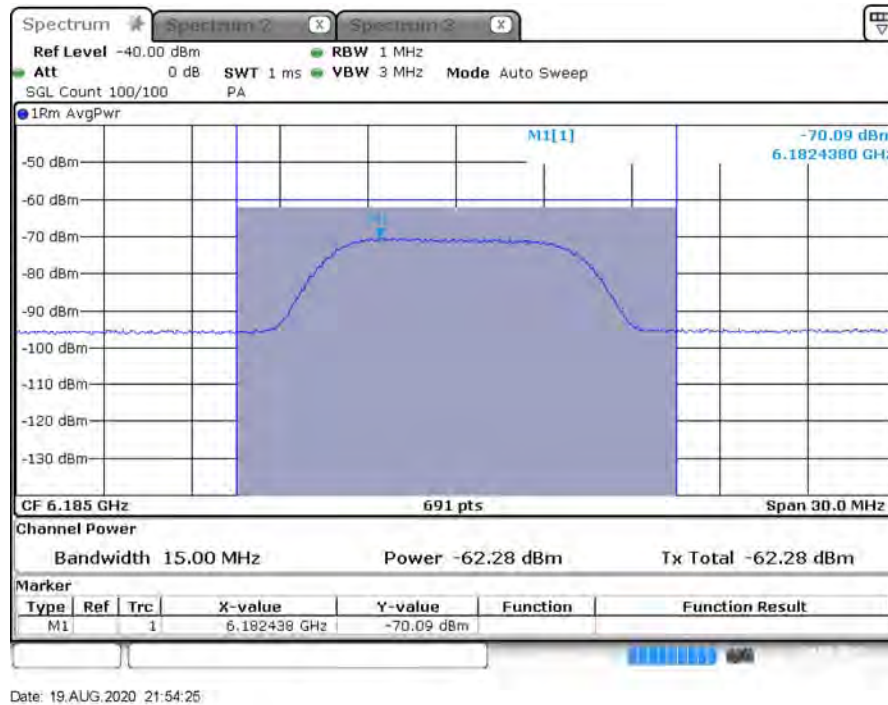 Spectrum Spectrum 2 X Spectrum 3 X
Ref Level -40.00 dBm RBW 1 MHz
Att 0 dB SWT 1 ms VBW 3 MHz Mode Auto Sweep
SGL Count 100/100 PA
1Rm AvgPwr
M1[1] -70.09 dBm
6.1824380 GHz
-50 dBm
-60 dBm
M1
-70 dBm
-80 dBm
-90 dBm
-100 dBm
-110 dBm
-120 dBm
-130 dBm
CF 6.185 GHz 691 pts Span 30.0 MHz
Channel Power
Bandwidth 15.00 MHz Power -62.28 dBm Tx Total -62.28 dBm
Marker
Type Ref Trc X-value Y-value Function Function Result
M1 1 6.182438 GHz -70.09 dBm
Date: 19.AUG.2020 21:54:25